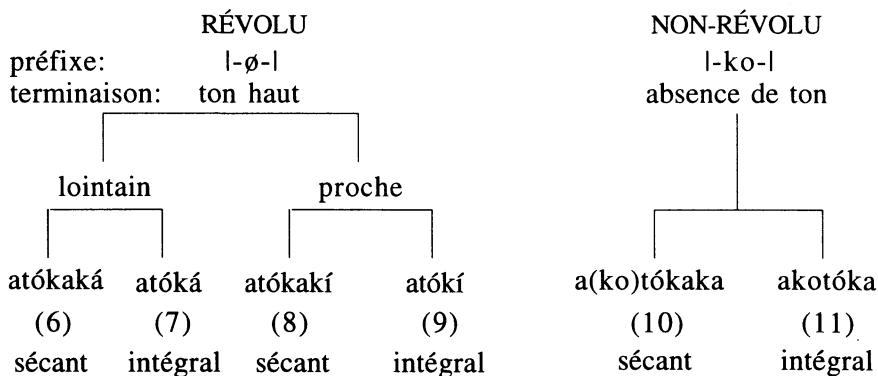 RÉVOLU NON-RÉVOLU
préfixe: |-ø-| |-ko-|
terminaison: ton haut absence de ton
lointain proche
atókaká atóká atókakí atókí a(ko)tókaka akotóka
(6) (7) (8) (9) (10) (11)
sécant intégral sécant intégral sécant intégral